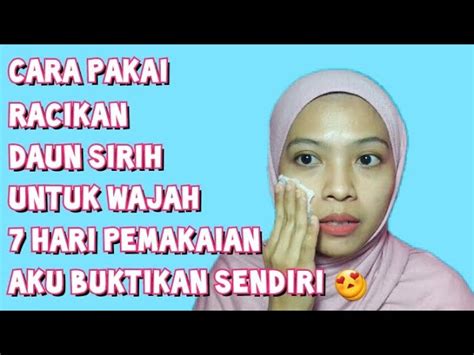 CARA PAKAI
RACIKAN
DAUN SIRIH
UNTUK WAJAH
7 HARI PEMAKAIAN
AKU BUKTIKAN SENDIRI 😍